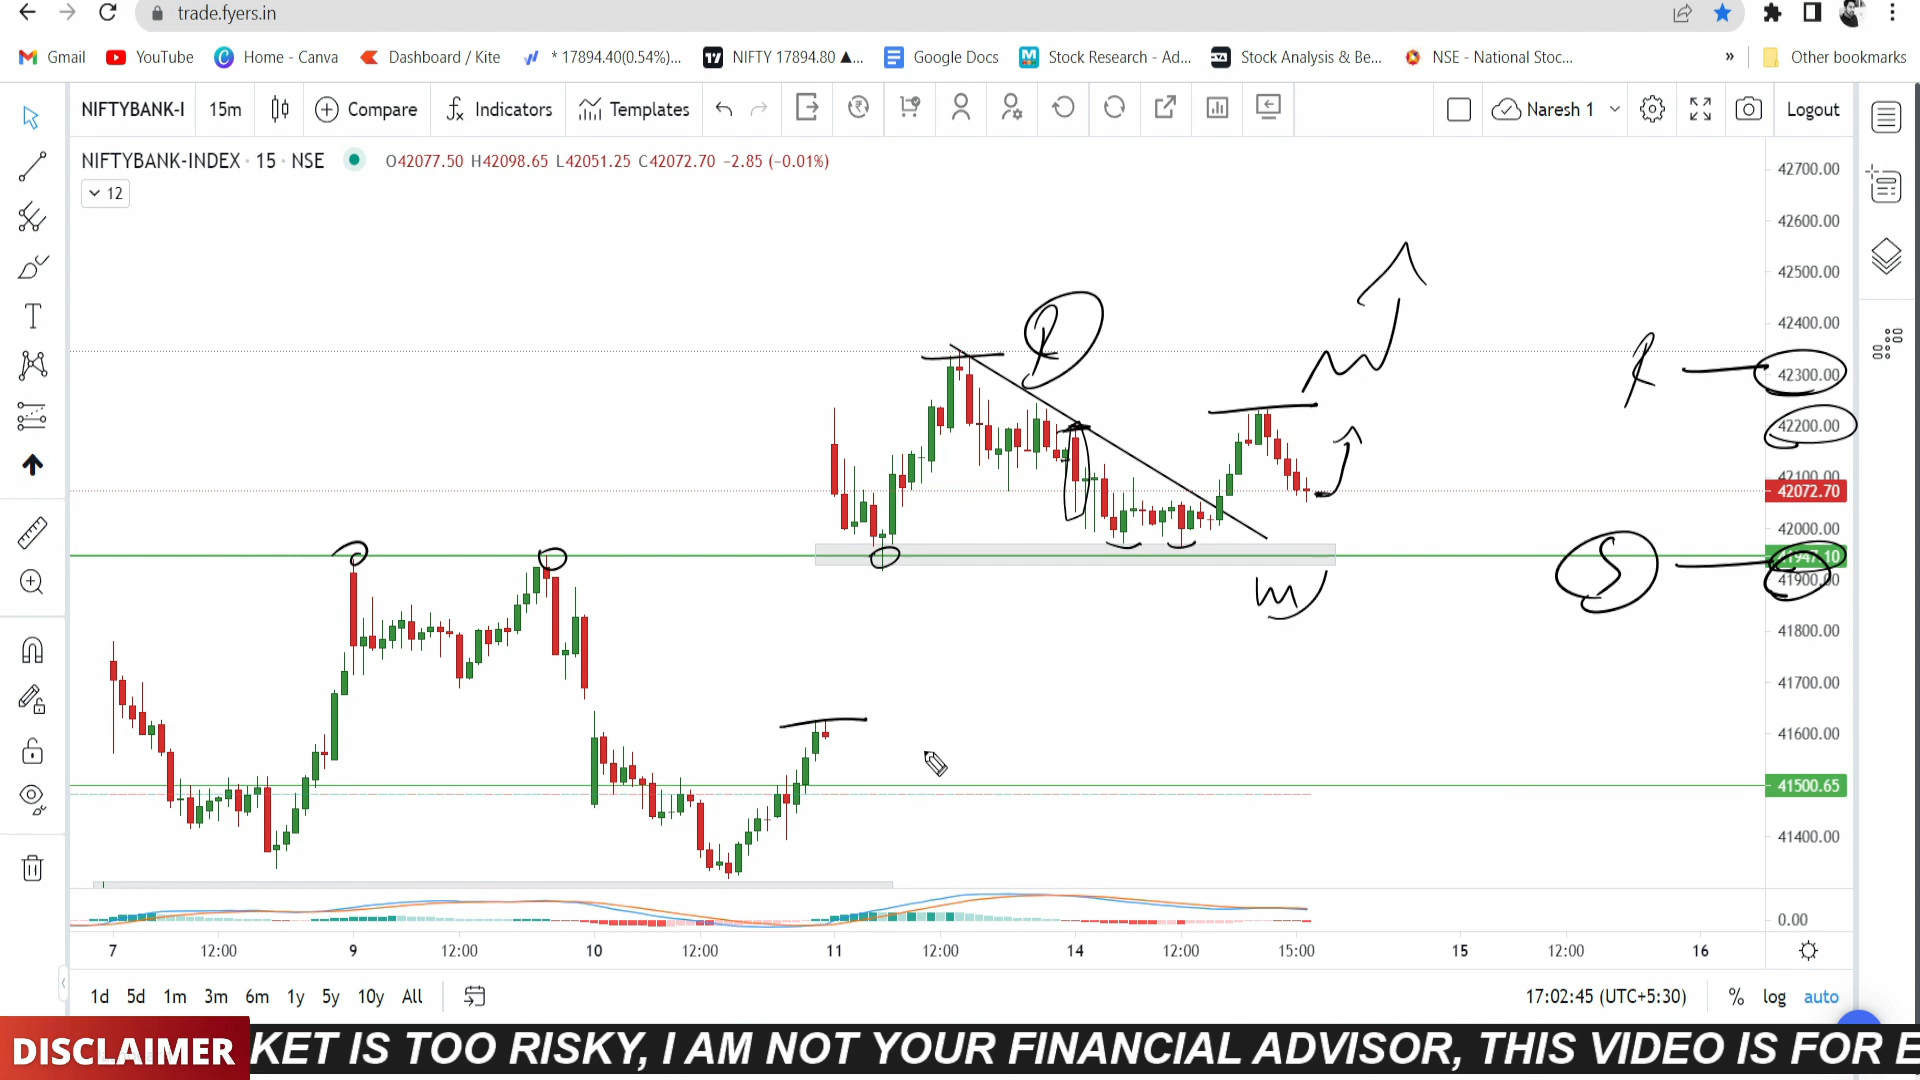 trade.fyers.in
Gmail YouTube Home - Canva Dashboard / Kite * 17894.40(0.54%)... NIFTY 17894.80 ▲... Google Docs Stock Research - Ad... Stock Analysis & Be... NSE - National Stoc... » Other bookmarks
NIFTYBANK-I 15m Compare Indicators Templates Naresh 1 Logout
NIFTYBANK-INDEX · 15 · NSE O42077.50 H42098.65 L42051.25 C42072.70 −2.85 (−0.01%)
12
42700.00
42600.00
42500.00
42400.00
R
R 42300.00
42200.00
42100.00
42072.70
42000.00
41947.10
S 41900.00
41800.00
41700.00
41600.00
41500.65
41400.00
0.00
7 12:00 9 12:00 10 12:00 11 12:00 14 12:00 15:00 15 12:00 16
1d 5d 1m 3m 6m 1y 5y 10y All 17:02:45 (UTC+5:30) % log auto
DISCLAIMER KET IS TOO RISKY, I AM NOT YOUR FINANCIAL ADVISOR, THIS VIDEO IS FOR E